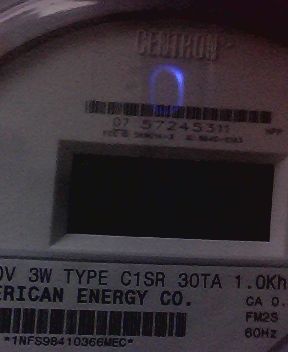 CENTRON
07 57245311
0V 3W TYPE C1SR 30TA 1.0Kh
ERICAN ENERGY CO.
CA 0.
FM2S
60Hz
*1NFS98410366MEC*